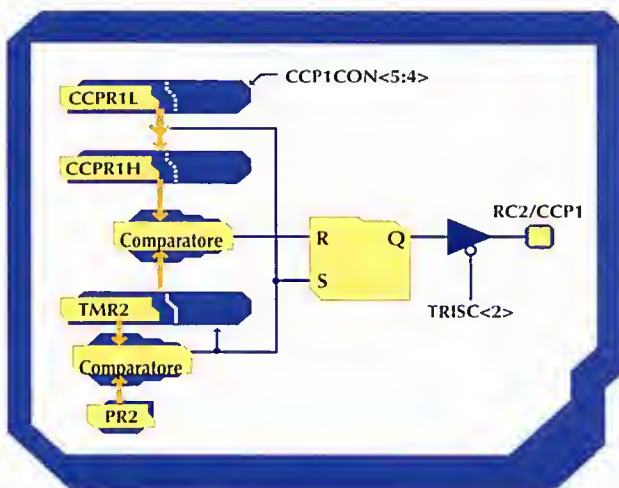 CCP1CON<5:4>
CCPR1L
CCPR1H
Comparatore
R
Q
RC2/CCP1
S
TMR2
TRISC<2>
Comparatore
PR2